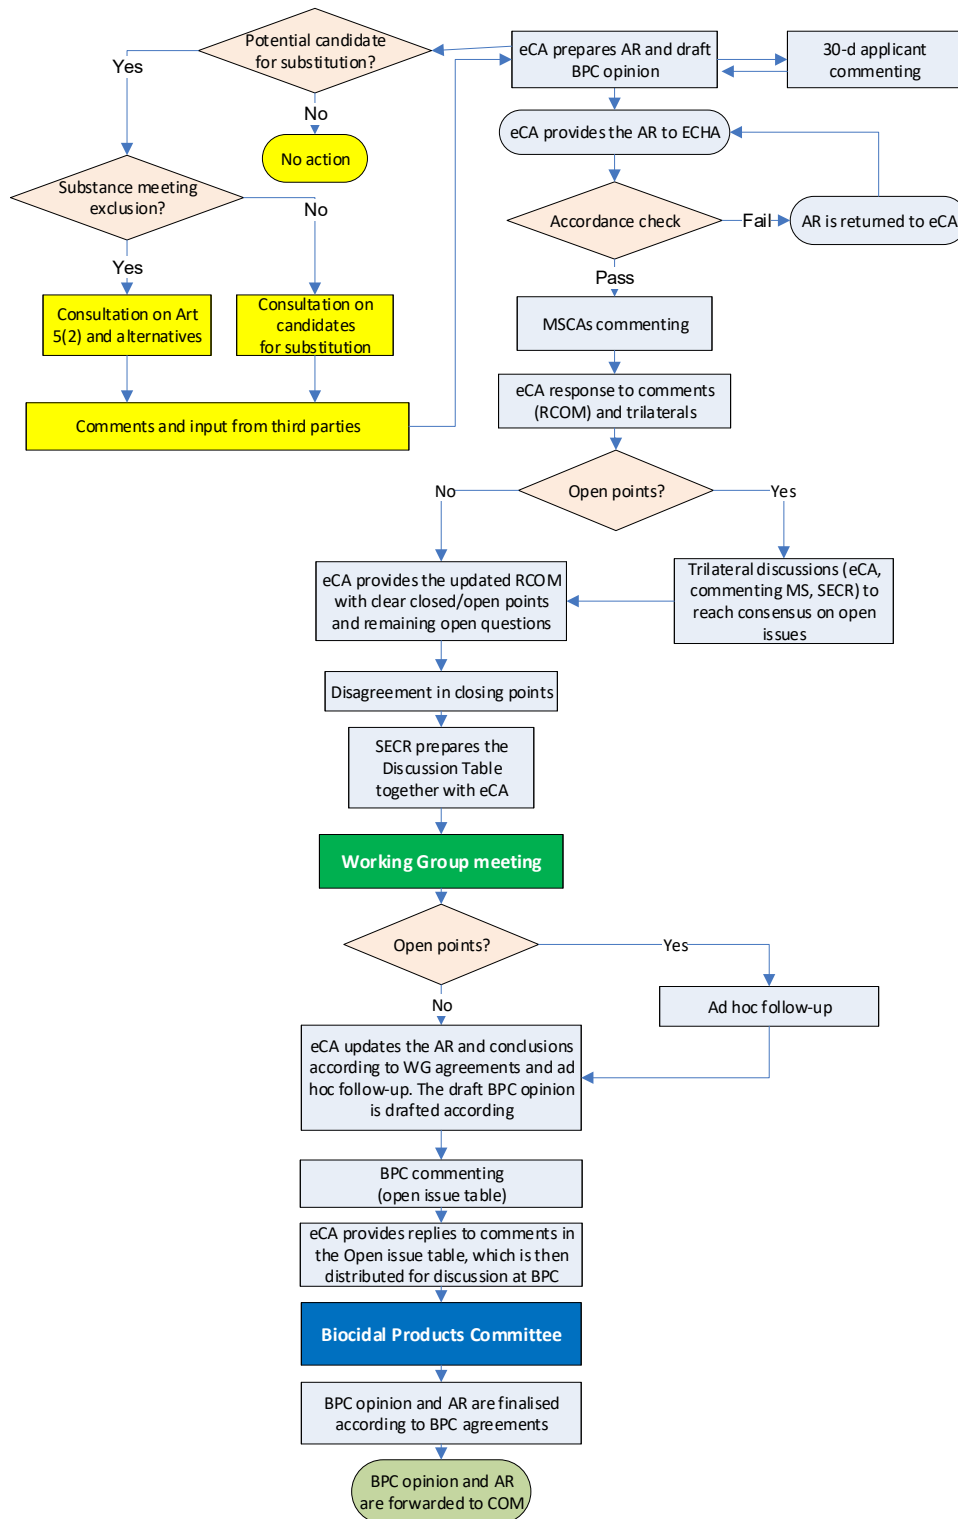 Potential candidate
for substitution?
Yes
No
No action
eCA prepares AR and draft
BPC opinion
30-d applicant
commenting
eCA provides the AR to ECHA
Substance meeting
exclusion?
No
Yes
Accordance check
Fail
AR is returned to eCA
Pass
Consultation on Art
5(2) and alternatives
Consultation on
candidates
for substitution
MSCAs commenting
Comments and input from third parties
eCA response to comments
(RCOM) and trilaterals
No
Open points?
Yes
eCA provides the updated RCOM
with clear closed/open points
and remaining open questions
Trilateral discussions (eCA,
commenting MS, SECR) to
reach consensus on open
issues
Disagreement in closing points
SECR prepares the
Discussion Table
together with eCA
Working Group meeting
Open points?
Yes
No
Ad hoc follow-up
eCA updates the AR and conclusions
according to WG agreements and ad
hoc follow-up. The draft BPC opinion
is drafted according
BPC commenting
(open issue table)
eCA provides replies to comments in
the Open issue table, which is then
distributed for discussion at BPC
Biocidal Products Committee
BPC opinion and AR are finalised
according to BPC agreements
BPC opinion and AR
are forwarded to COM